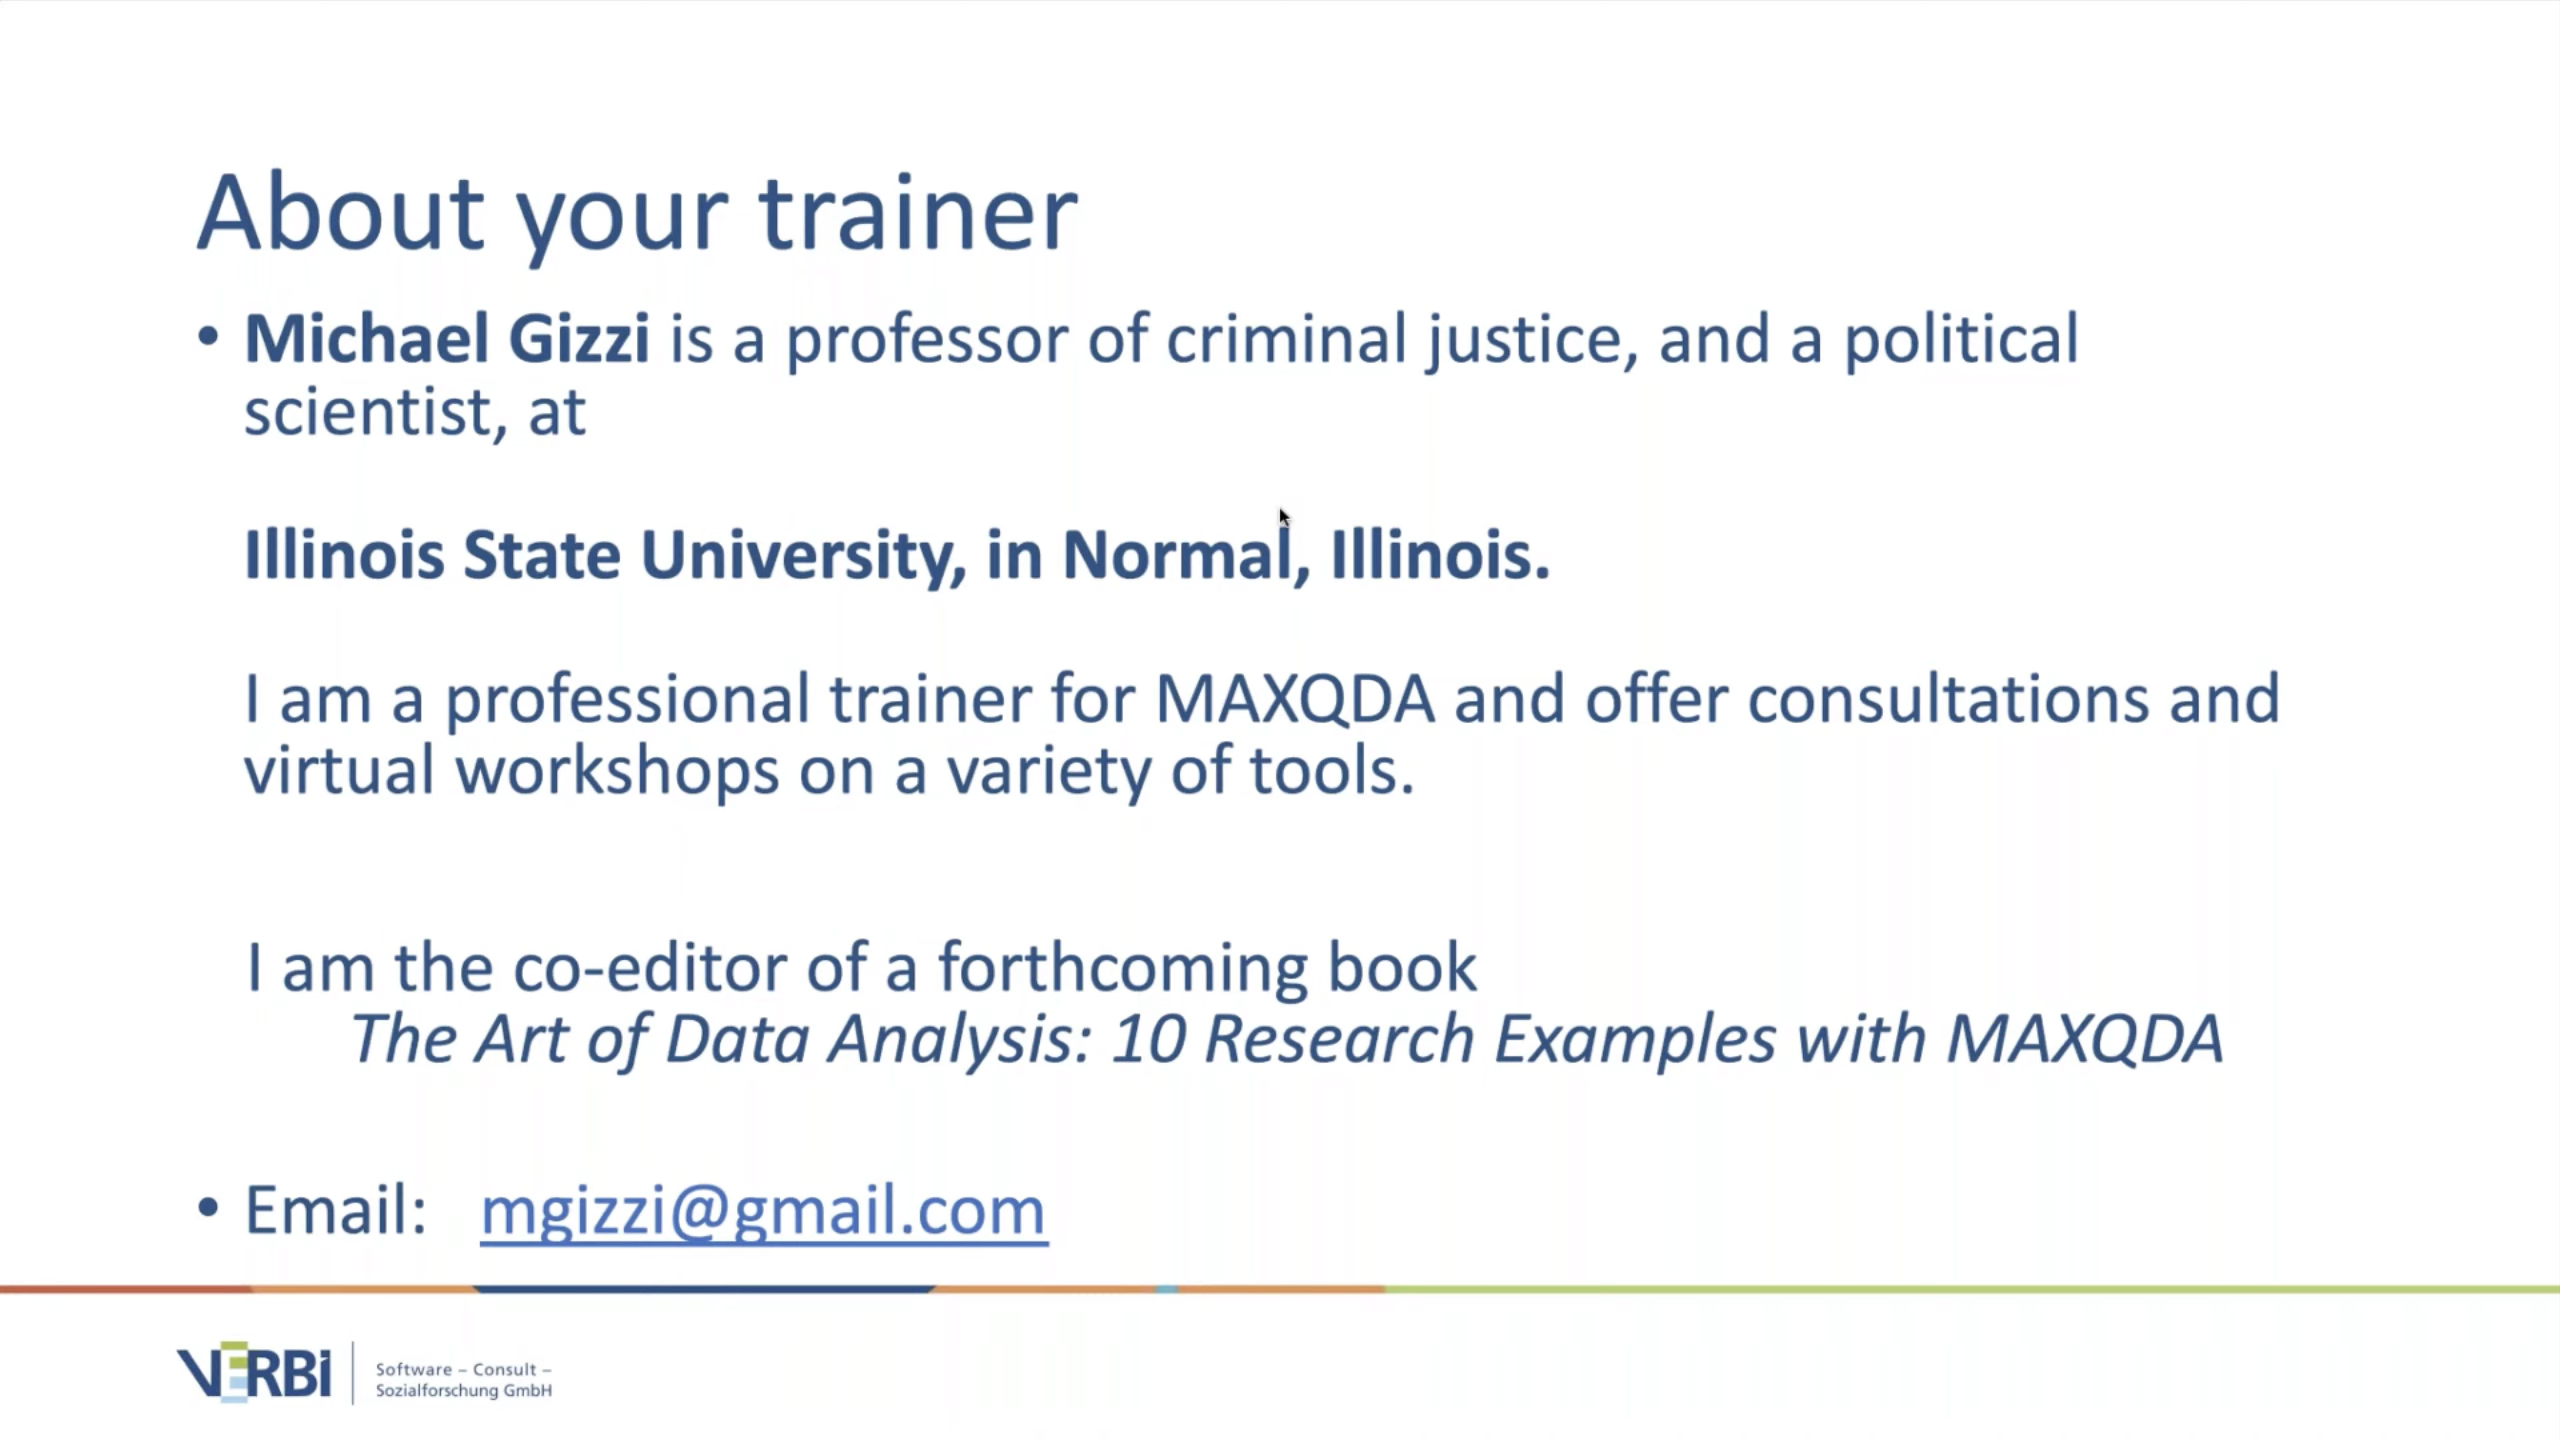 About your trainer
• Michael Gizzi is a professor of criminal justice, and a political
scientist, at
Illinois State University, in Normal, Illinois.
I am a professional trainer for MAXQDA and offer consultations and
virtual workshops on a variety of tools.
I am the co-editor of a forthcoming book
The Art of Data Analysis: 10 Research Examples with MAXQDA
• Email: mgizzi@gmail.com
VERBI
Software – Consult –
Sozialforschung GmbH